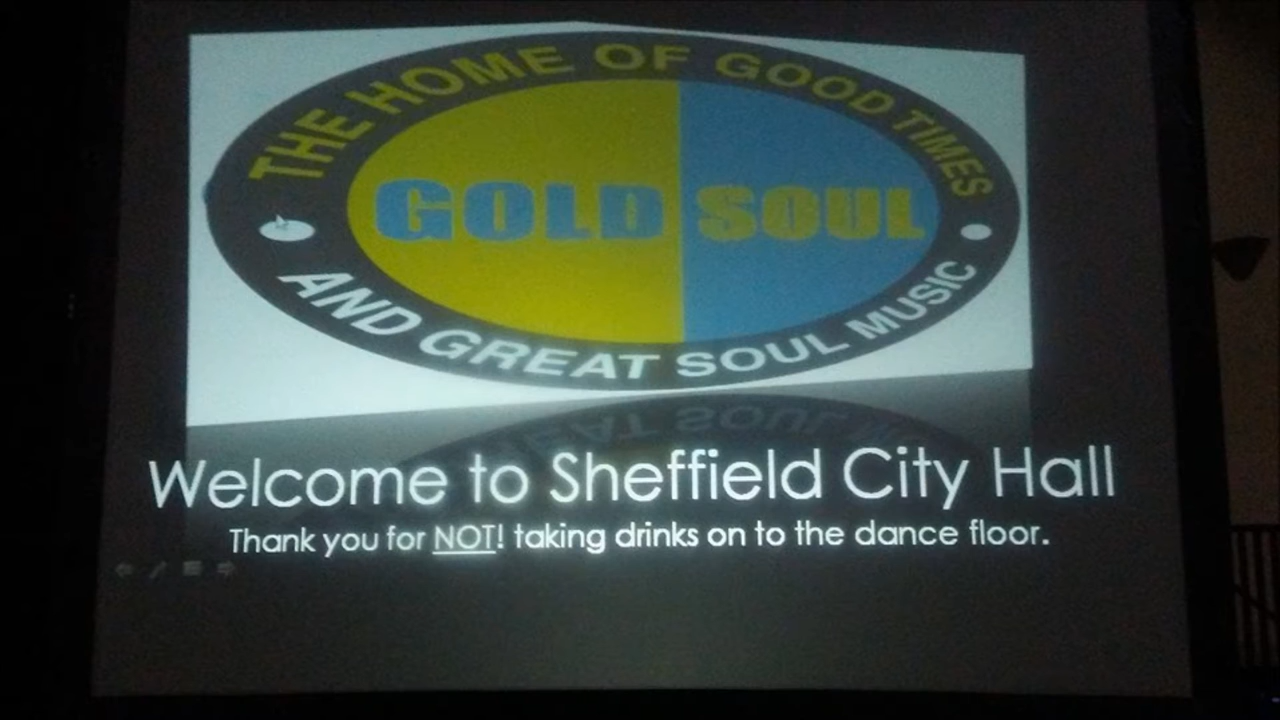 THE HOME OF GOOD TIMES
GOLD SOUL
AND GREAT SOUL MUSIC
Welcome to Sheffield City Hall
Thank you for NOT! taking drinks on to the dance floor.